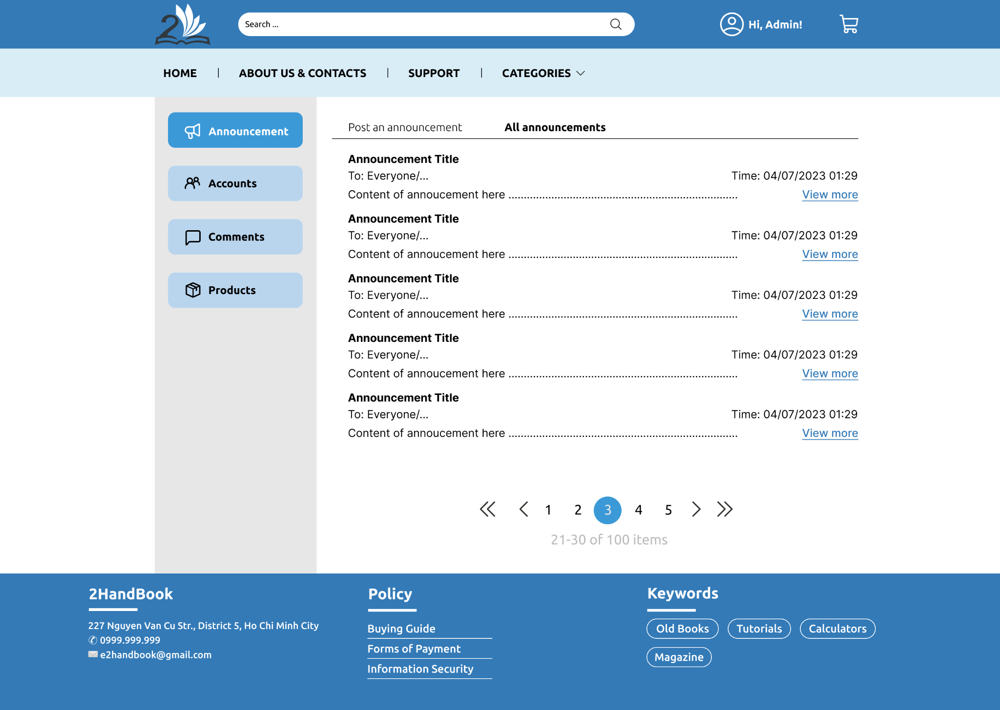 2
Search ...
Hi, Admin!
HOME | ABOUT US & CONTACTS | SUPPORT | CATEGORIES
Announcement
Accounts
Comments
Products
Post an announcement All announcements
Announcement Title
To: Everyone/... Time: 04/07/2023 01:29
Content of annoucement here ........................................................................... View more
Announcement Title
To: Everyone/... Time: 04/07/2023 01:29
Content of annoucement here ........................................................................... View more
Announcement Title
To: Everyone/... Time: 04/07/2023 01:29
Content of annoucement here ........................................................................... View more
Announcement Title
To: Everyone/... Time: 04/07/2023 01:29
Content of annoucement here ........................................................................... View more
Announcement Title
To: Everyone/... Time: 04/07/2023 01:29
Content of annoucement here ........................................................................... View more
1 2 3 4 5
21-30 of 100 items
2HandBook
227 Nguyen Van Cu Str., District 5, Ho Chi Minh City
✆ 0999.999.999
✉ e2handbook@gmail.com
Policy
Buying Guide
Forms of Payment
Information Security
Keywords
Old Books Tutorials Calculators
Magazine